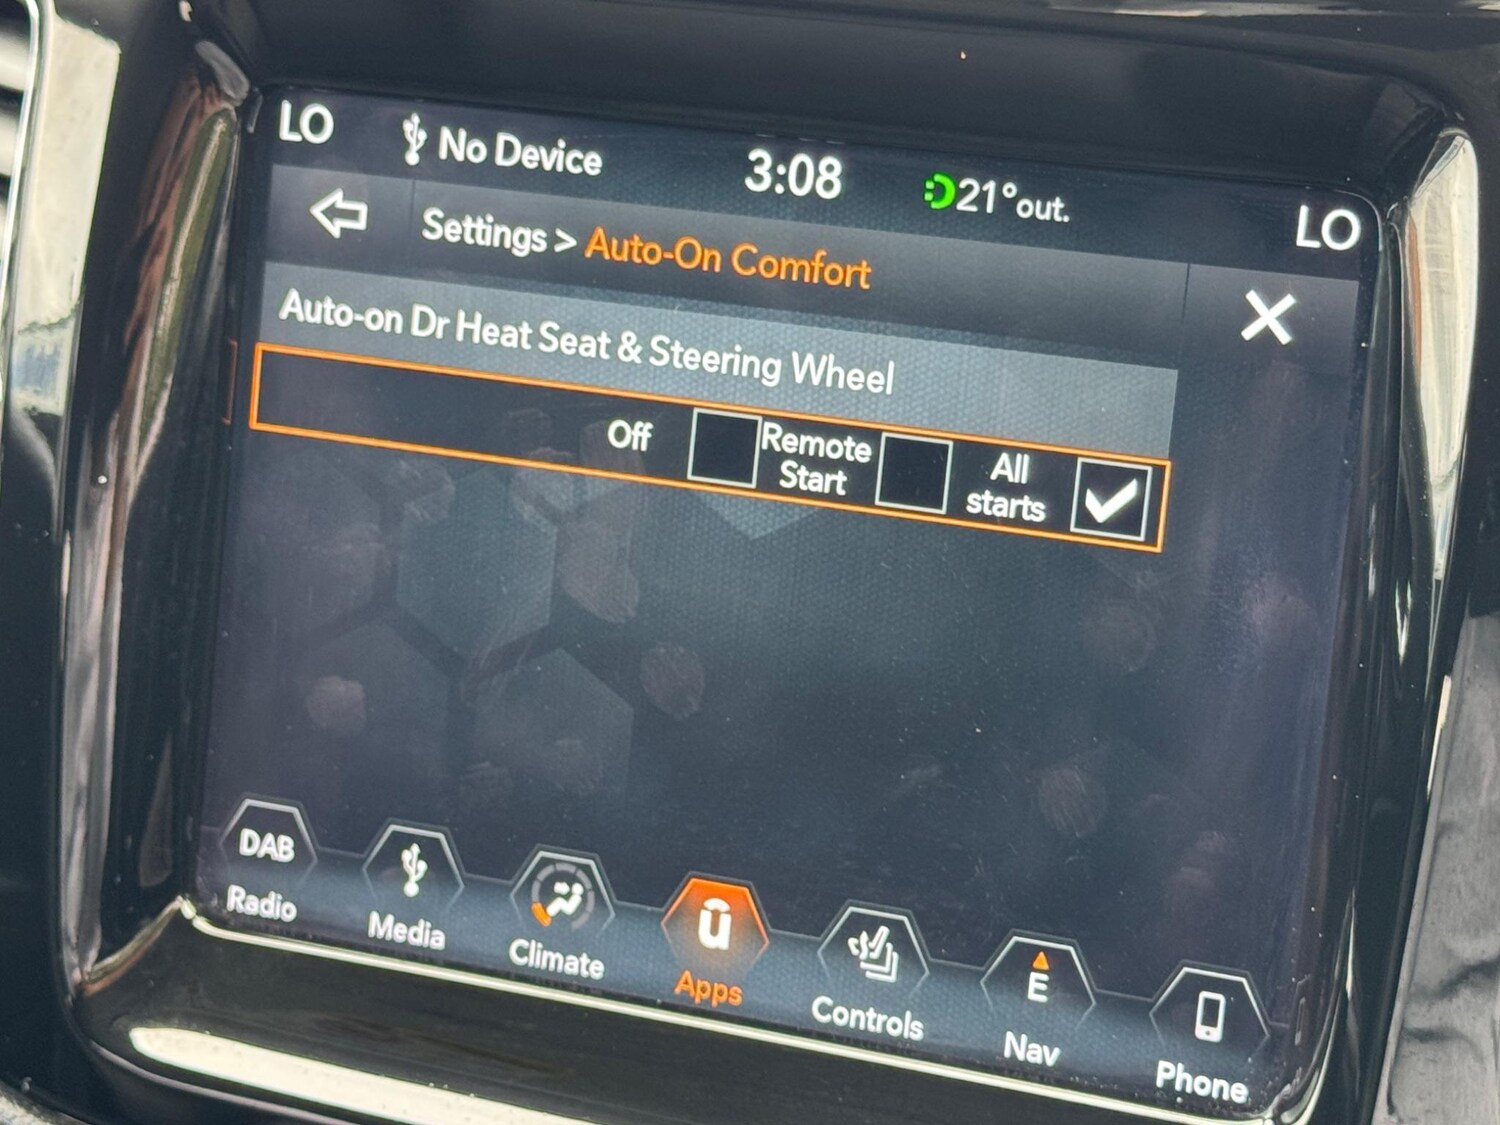 LO
No Device
3:08
21°out.
LO
Settings > Auto-On Comfort
Auto-on Dr Heat Seat & Steering Wheel
Off
Remote
Start
All
starts
DAB
Radio
Media
Climate
ū
Apps
Controls
E
Nav
Phone